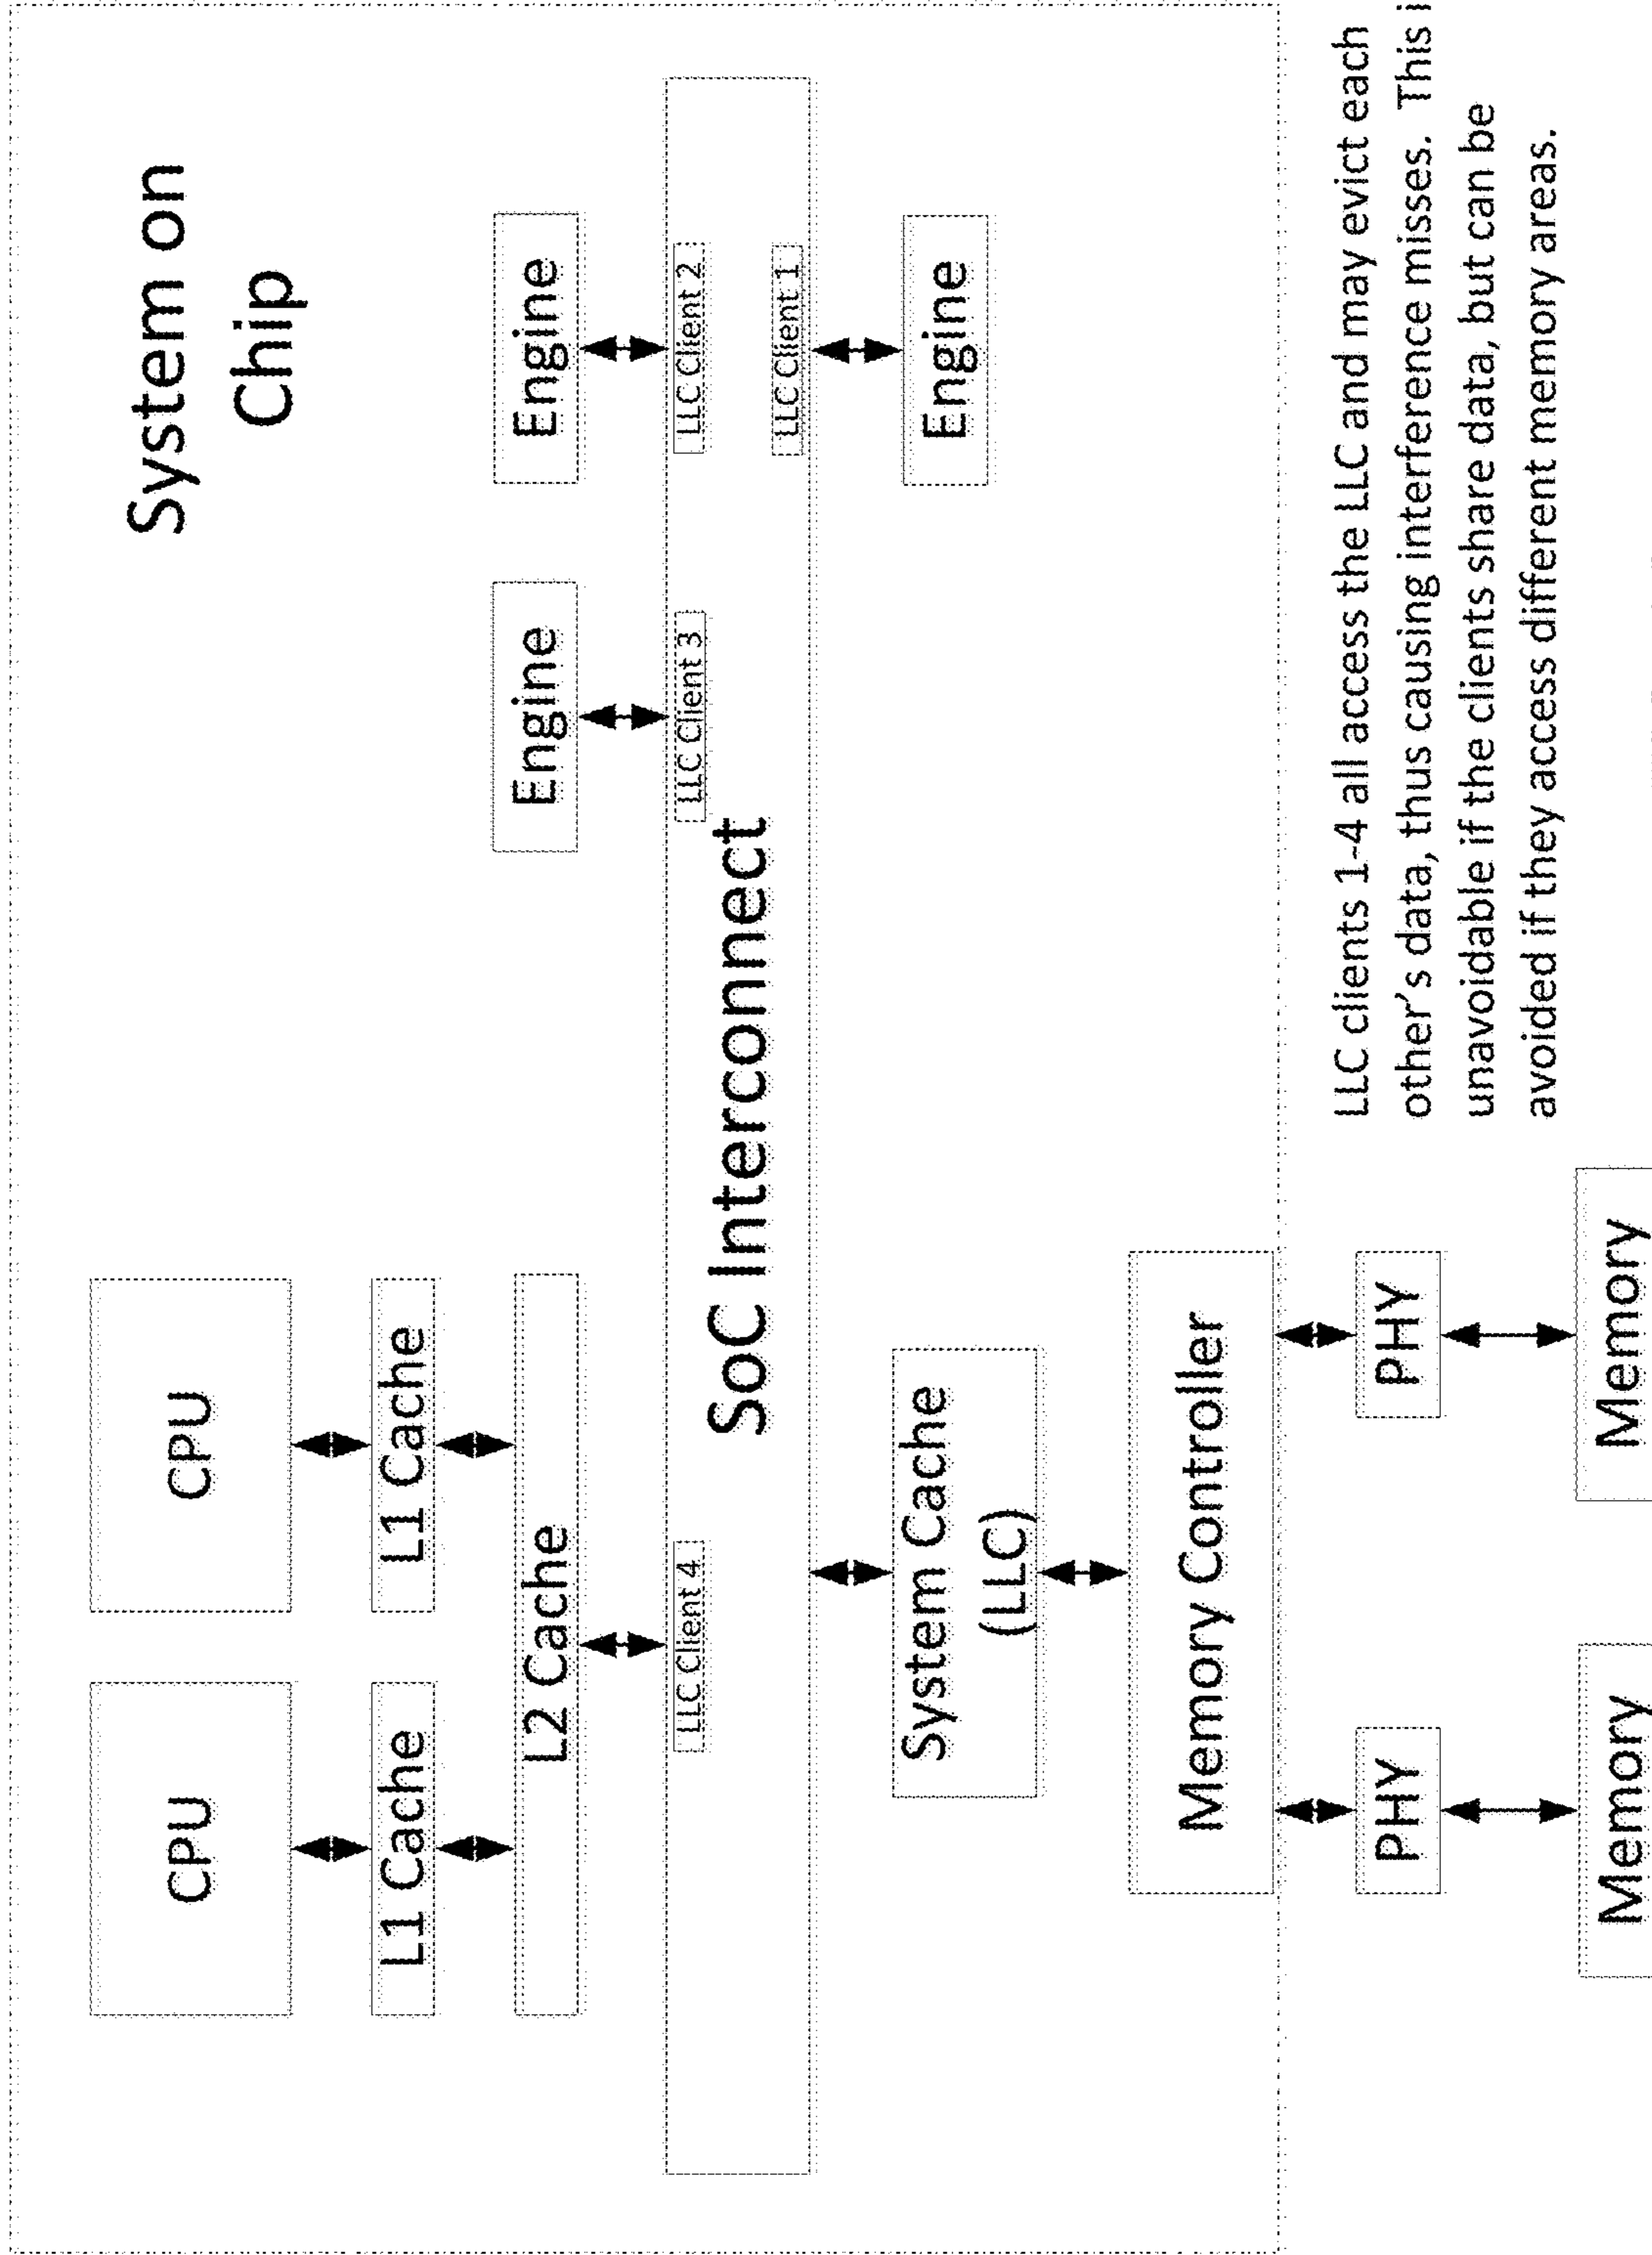 System on
Chip
CPU
CPU
L1 Cache
L1 Cache
L2 Cache
Engine
Engine
LLC Client 4
LLC Client 3
LLC Client 2
SoC Interconnect
LLC Client 1
System Cache
(LLC)
Engine
Memory Controller
PHY
PHY
Memory
Memory
LLC clients 1-4 all access the LLC and may evict each
other's data, thus causing interference misses. This
unavoidable if the clients share data, but can be
avoided if they access different memory areas.